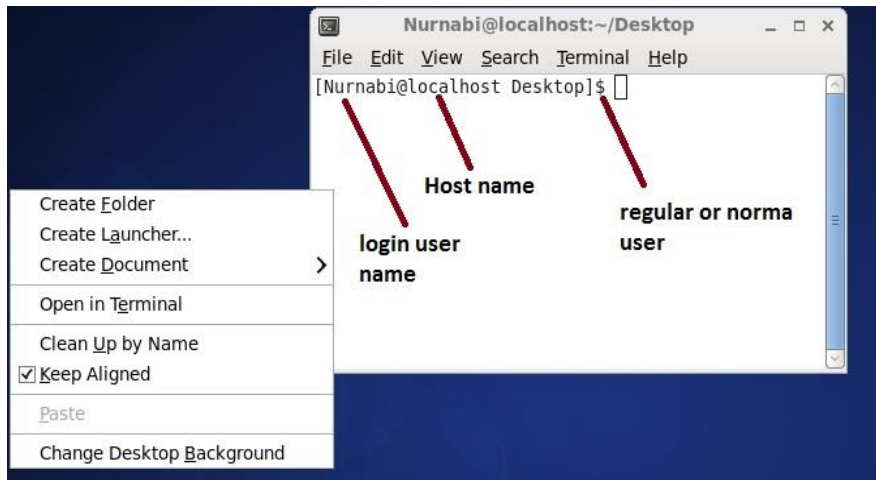 Nurnabi@localhost:~/Desktop
File Edit View Search Terminal Help
[Nurnabi@localhost Desktop]$
Host name
regular or norma
user
login user
name
Create Folder
Create Launcher...
Create Document
Open in Terminal
Clean Up by Name
Keep Aligned
Paste
Change Desktop Background